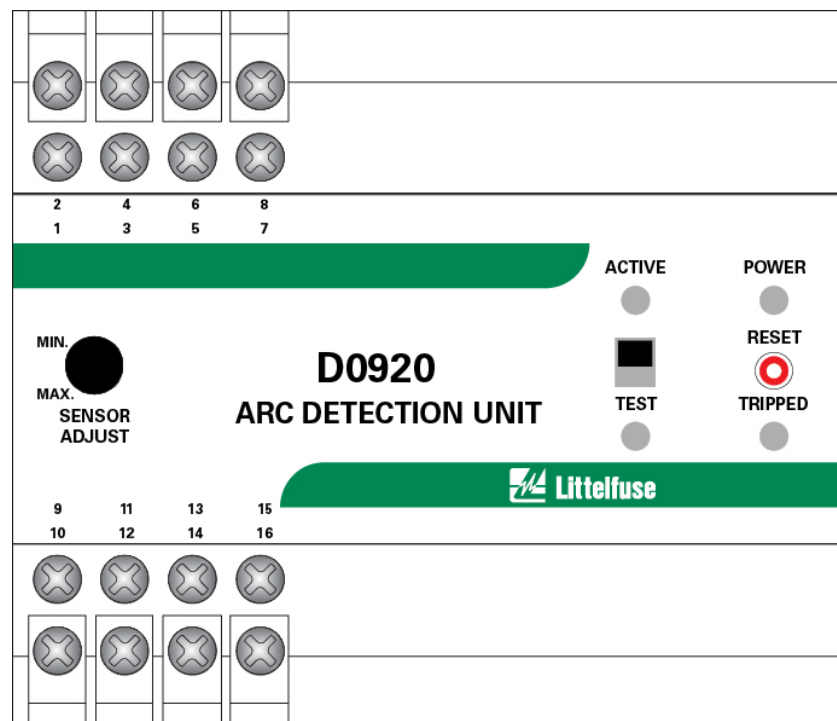 2 4 6 8
1 3 5 7
ACTIVE POWER
MIN. RESET
D0920
MAX. TEST TRIPPED
SENSOR ARC DETECTION UNIT
ADJUST
Littelfuse
9 11 13 15
10 12 14 16